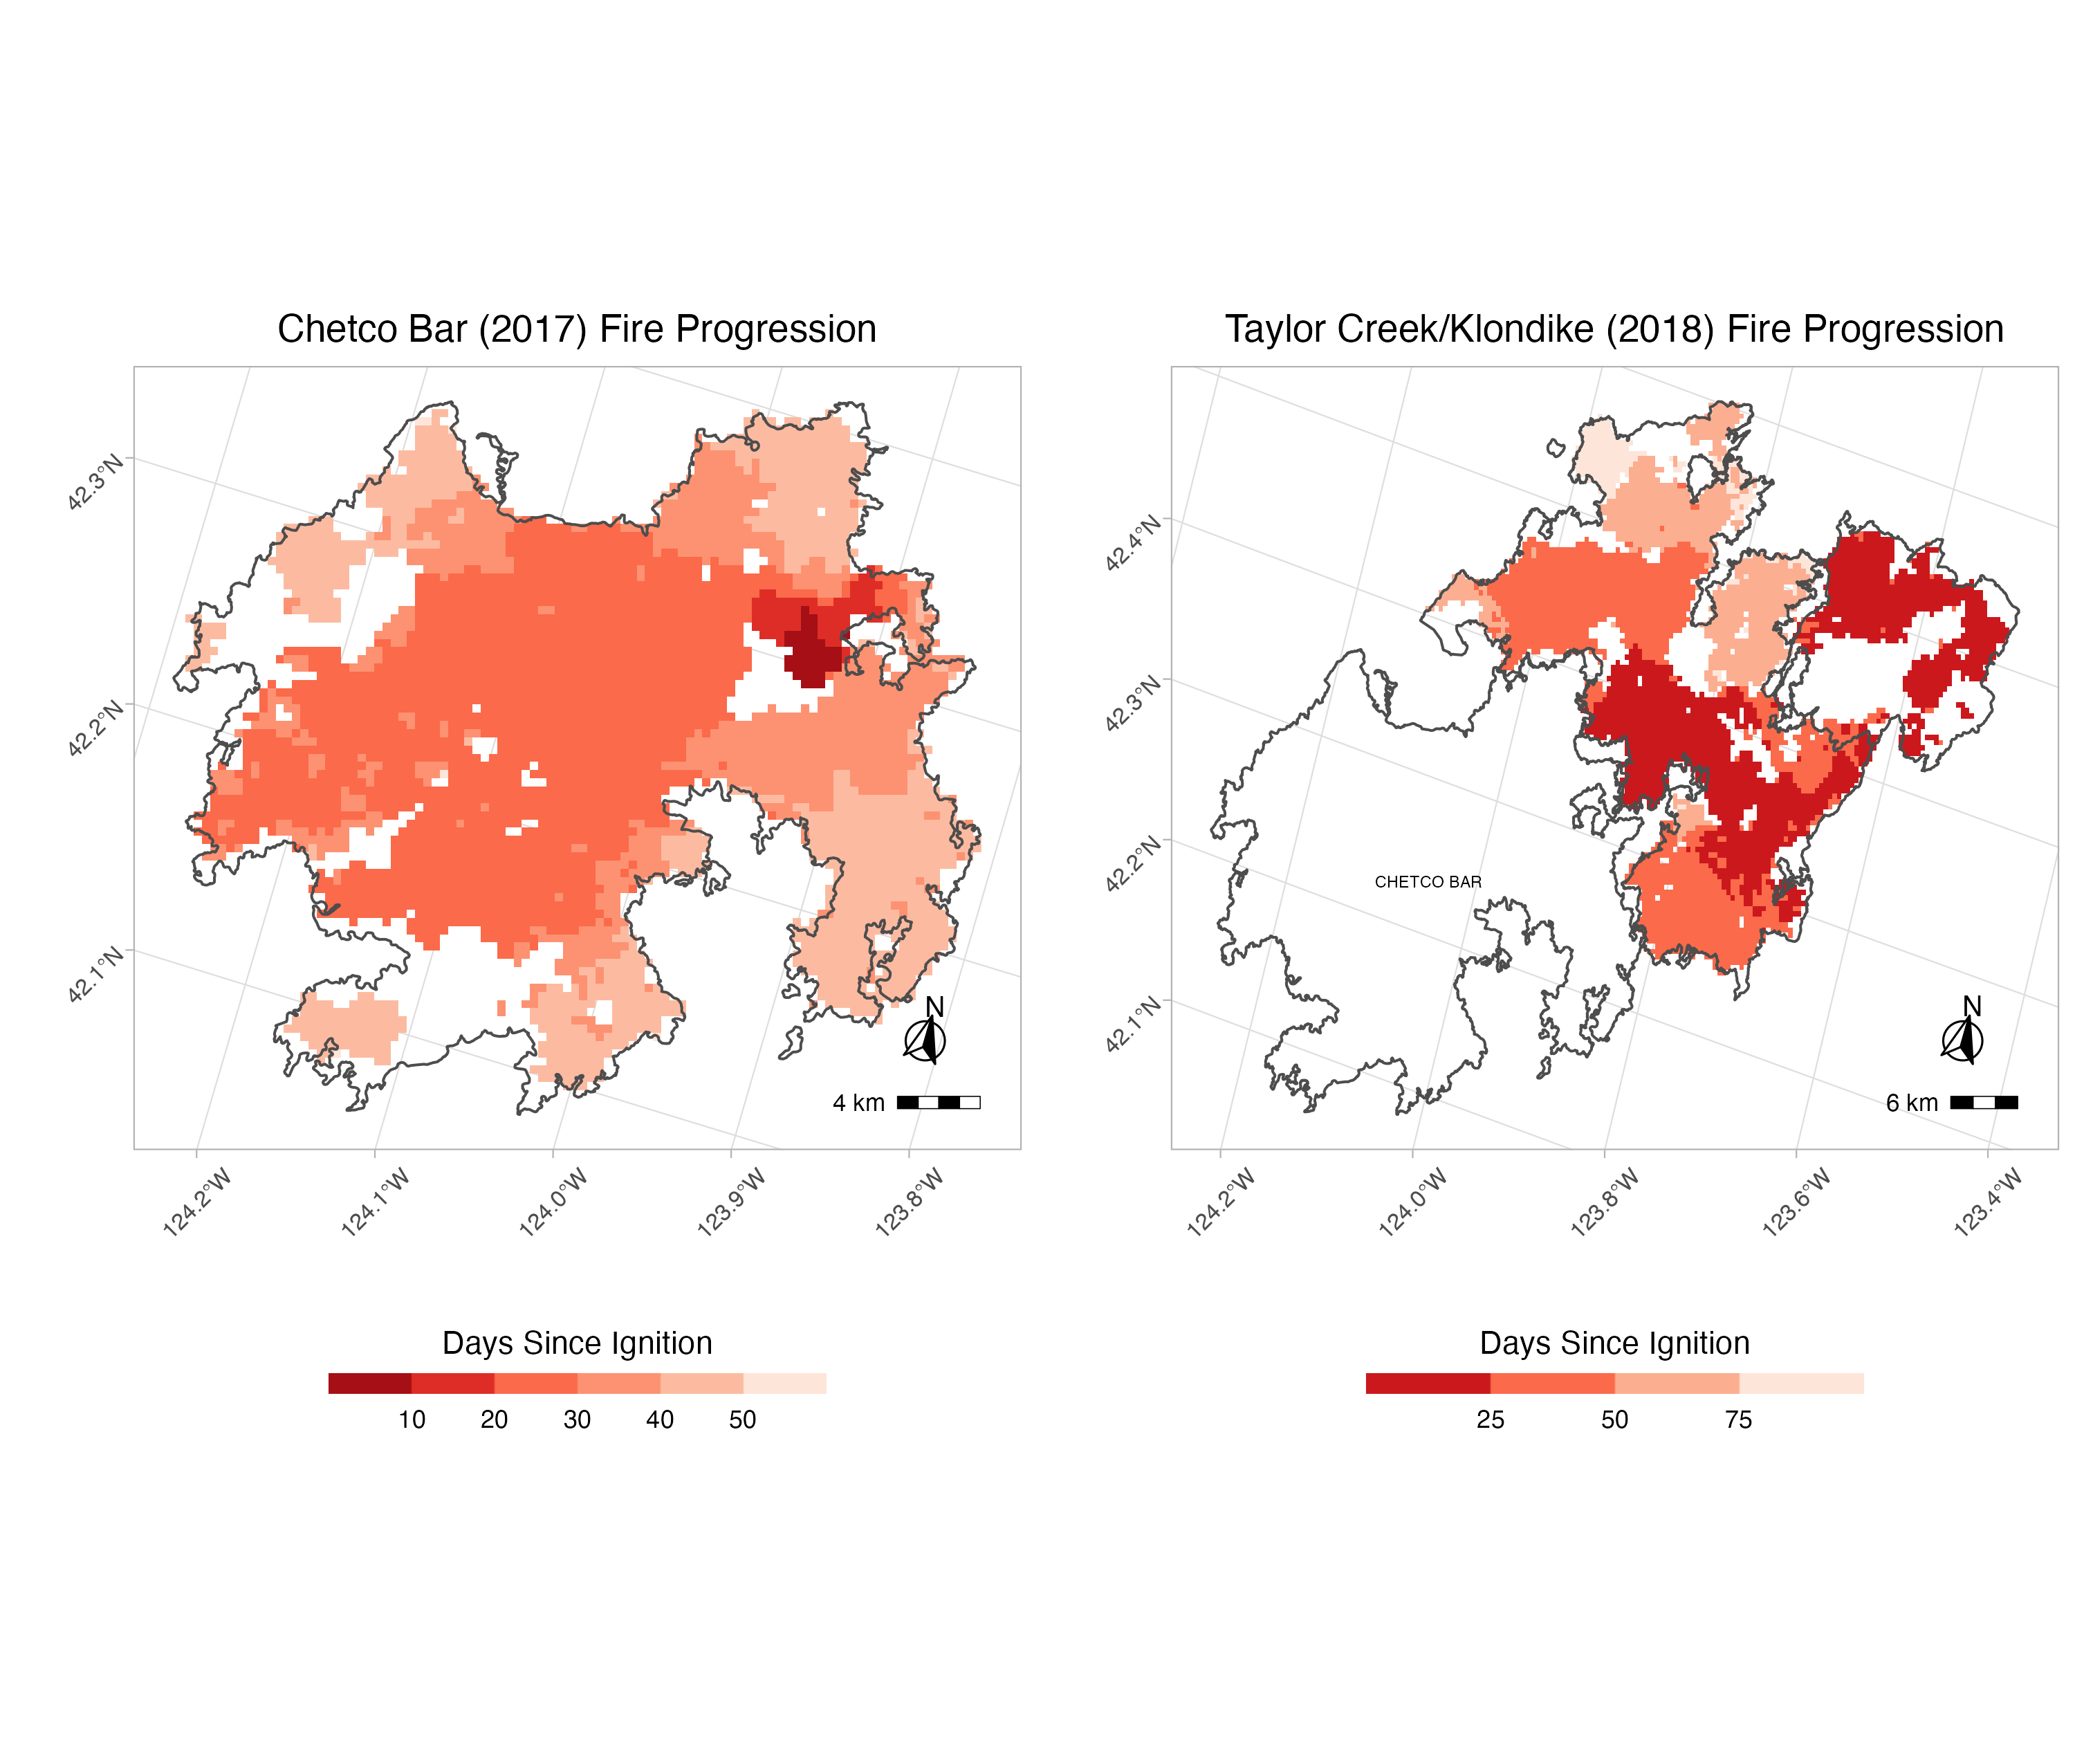 Chetco Bar (2017) Fire Progression
42.3°N
42.2°N
42.1°N
N
4 km
124.2°W
124.1°W
124.0°W
123.9°W
123.8°W
Days Since Ignition
10 20 30 40 50
Taylor Creek/Klondike (2018) Fire Progression
42.4°N
42.3°N
42.2°N
42.1°N
CHETCO BAR
N
6 km
124.2°W
124.0°W
123.8°W
123.6°W
123.4°W
Days Since Ignition
25 50 75